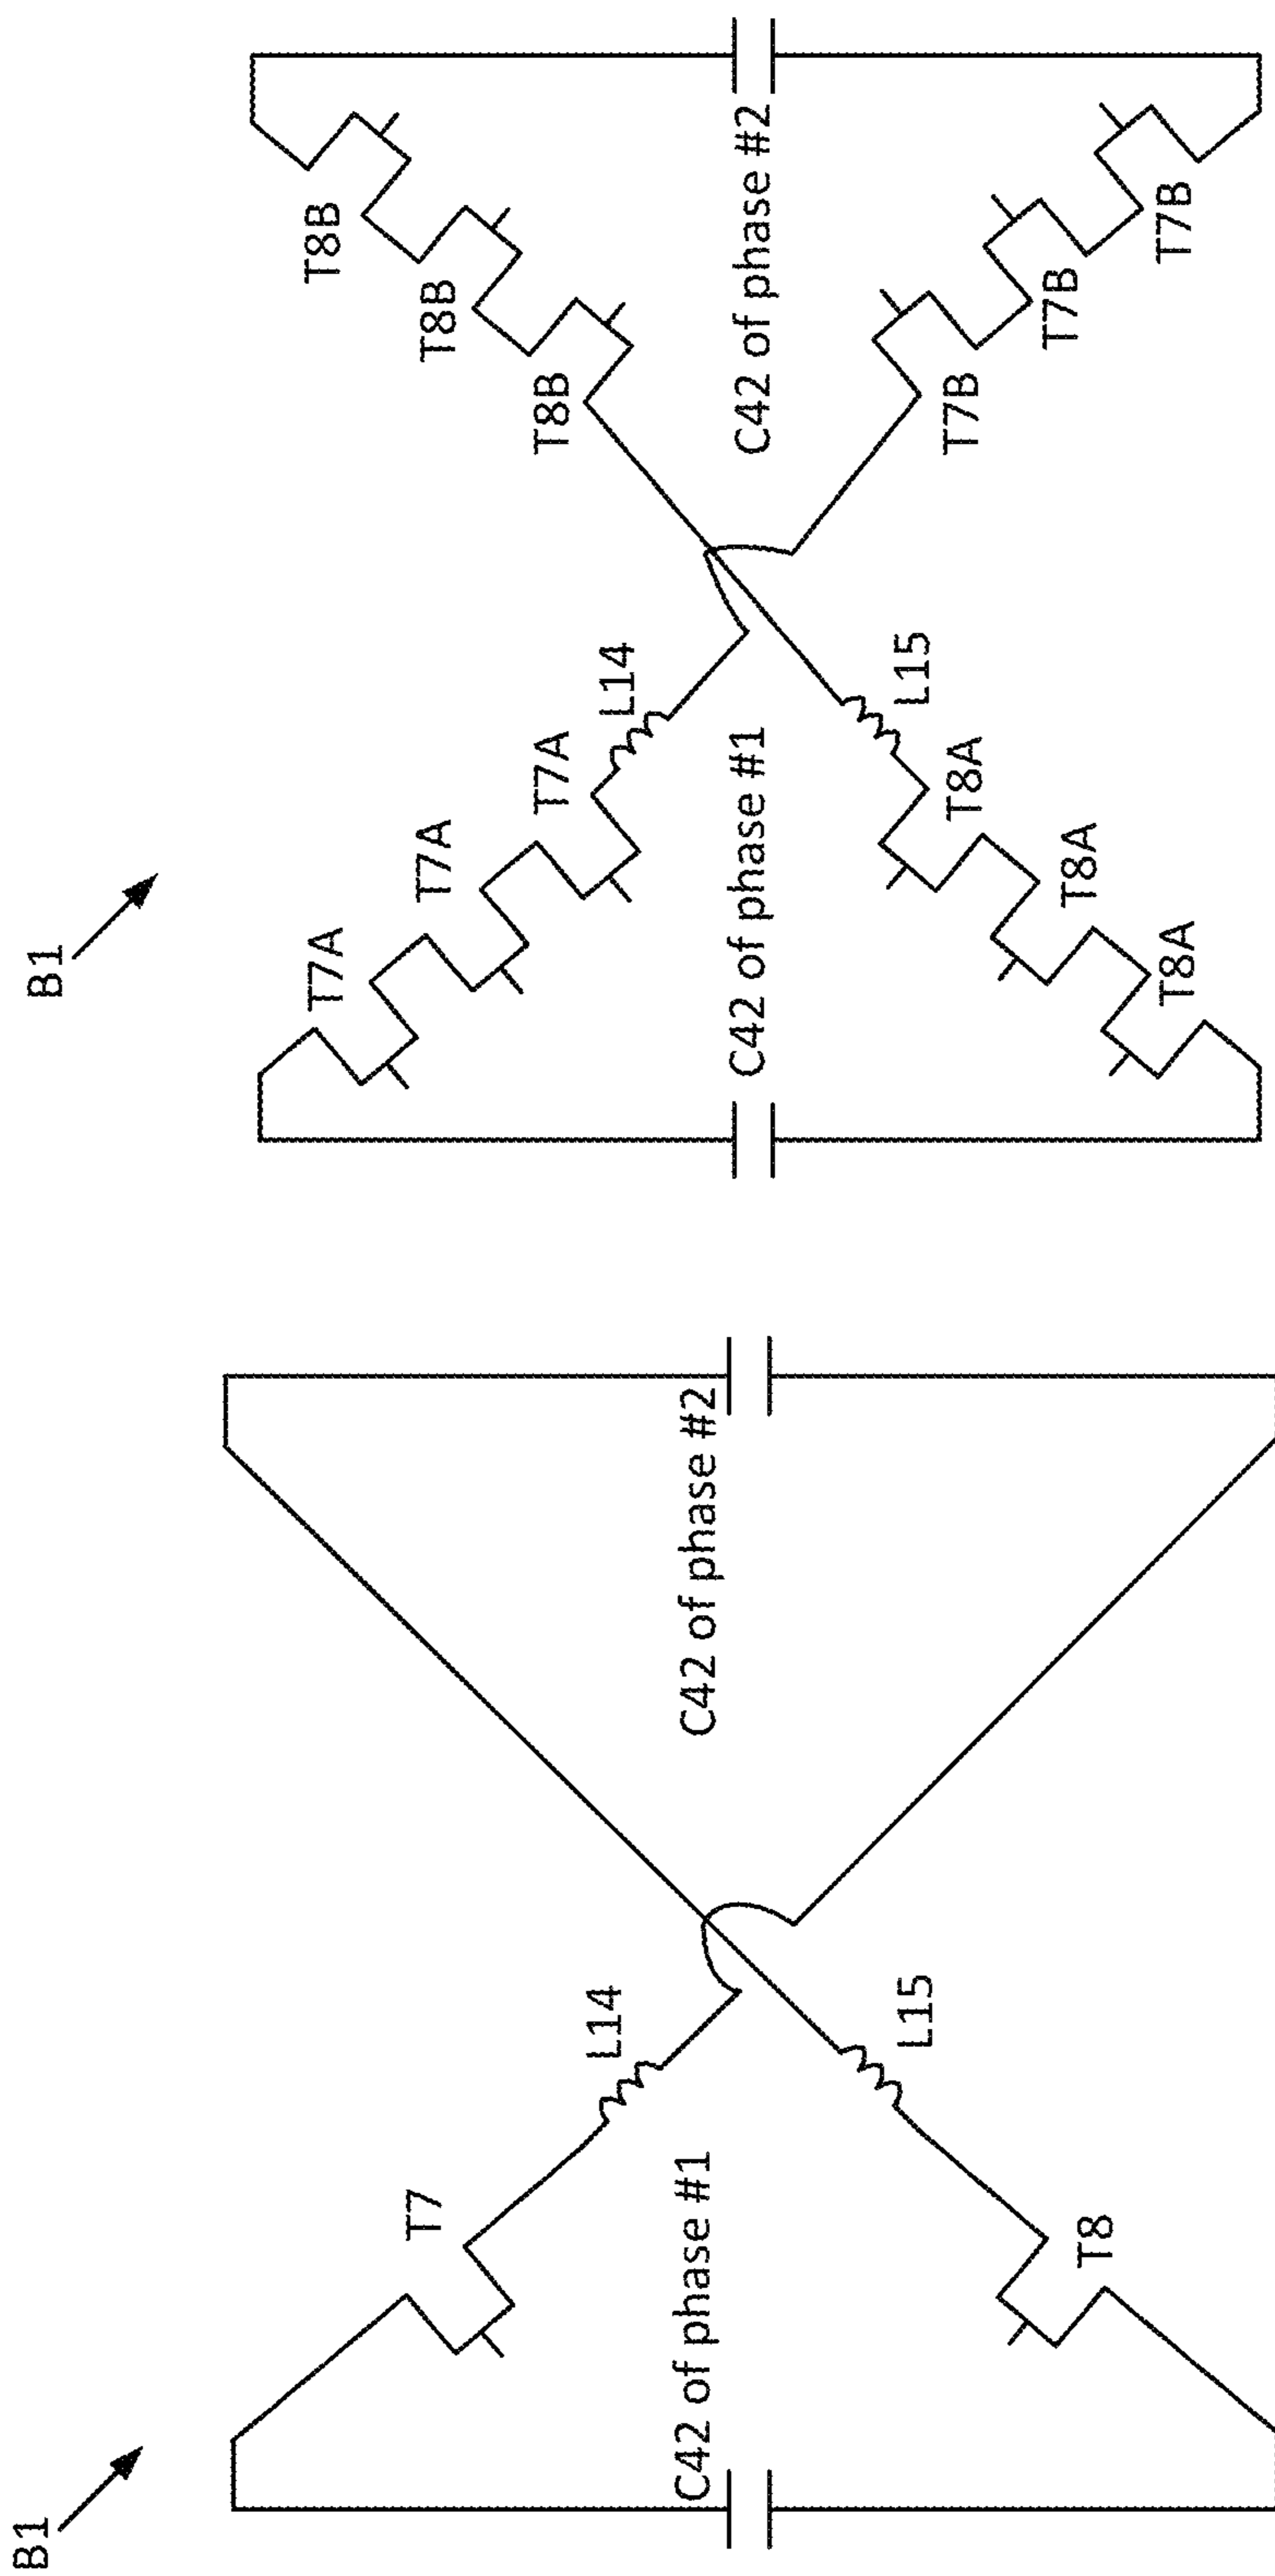 B1
T7
L14
C42 of phase #1
C42 of phase #2
L15
T8
B1
T7A
T7A
T7A
L14
T8B
T8B
T8B
C42 of phase #1
C42 of phase #2
L15
T8A
T8A
T8A
T7B
T7B
T7B